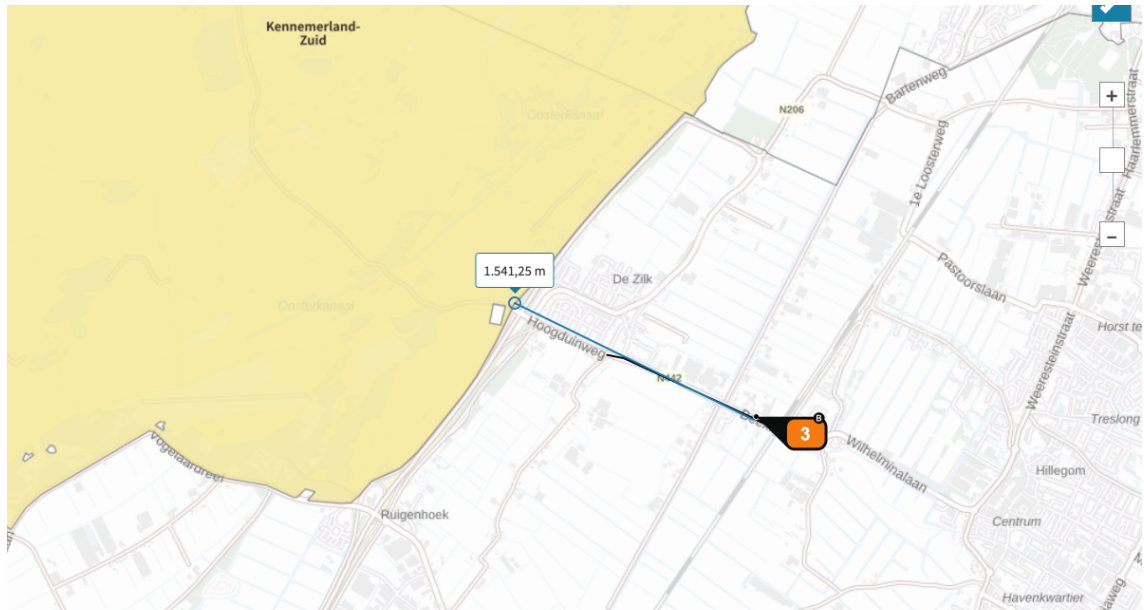 Kennemerland-
Zuid
Oosterkanaal
N206
Bartenweg
Haarlemmerstraat
1e Loosterweg
+
−
1.541,25 m
De Zilk
Pastoorslaan
Oosterkanaal
Hoogduinweg
Weeresteinstraat
Horst te
N442
B
3
Treslong
Vogelaardreef
Wilhelminalaan
Hillegom
Ruigenhoek
Centrum
Havenkwartier